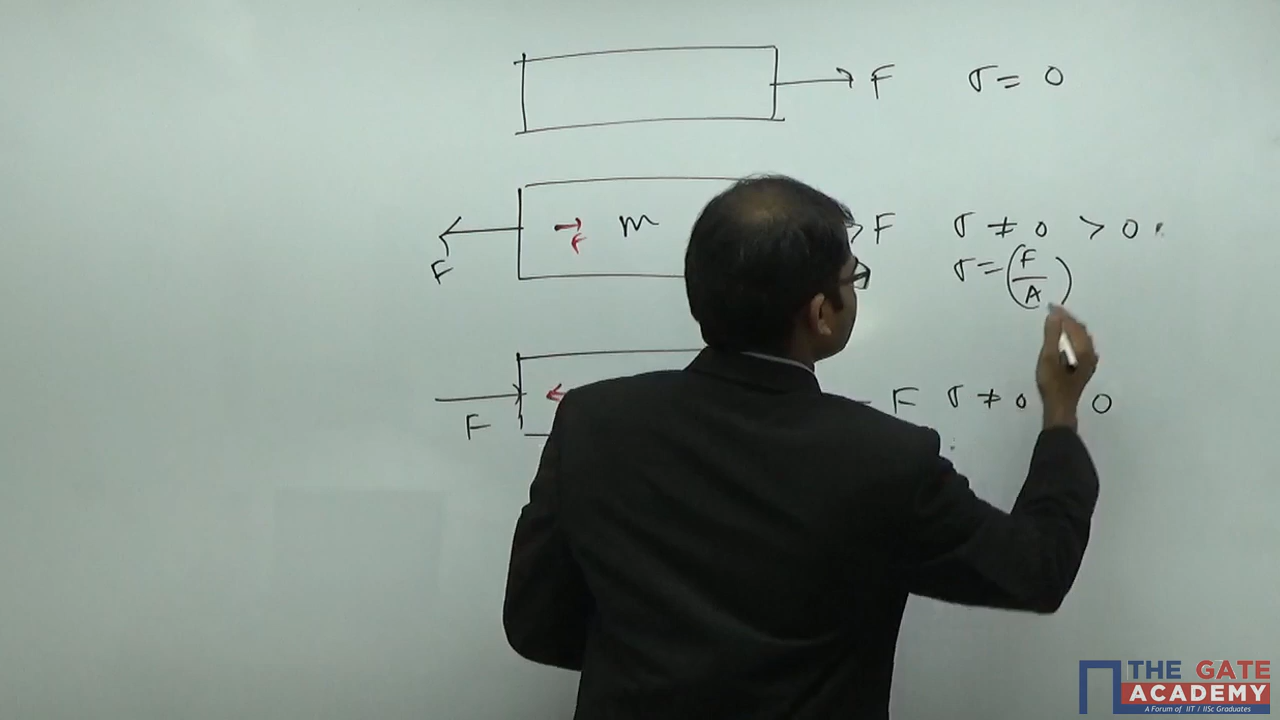 F σ = 0
F m F σ ≠ 0 > 0
F
σ = (F/A)
F F σ ≠ 0 0
THE GATE
ACADEMY
A Forum of IIT / IISc Graduates